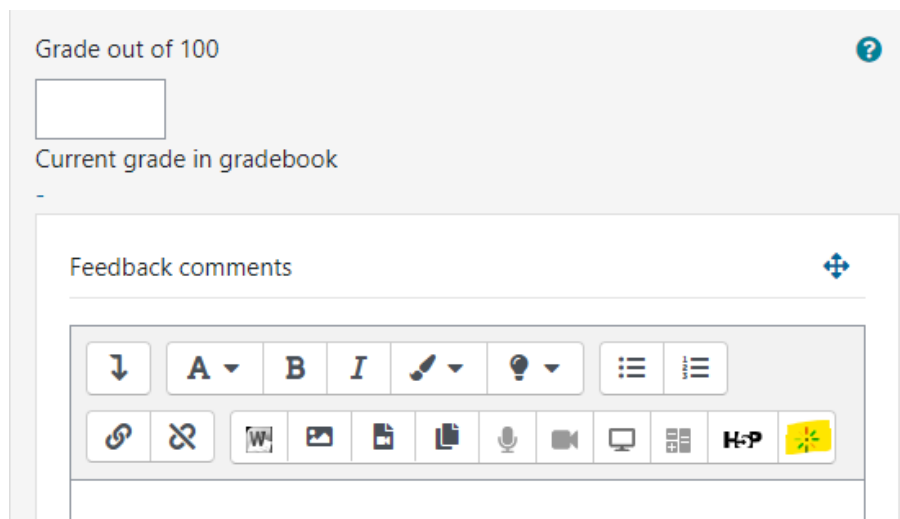 Grade out of 100
Current grade in gradebook
-
Feedback comments
A B I
W H5P